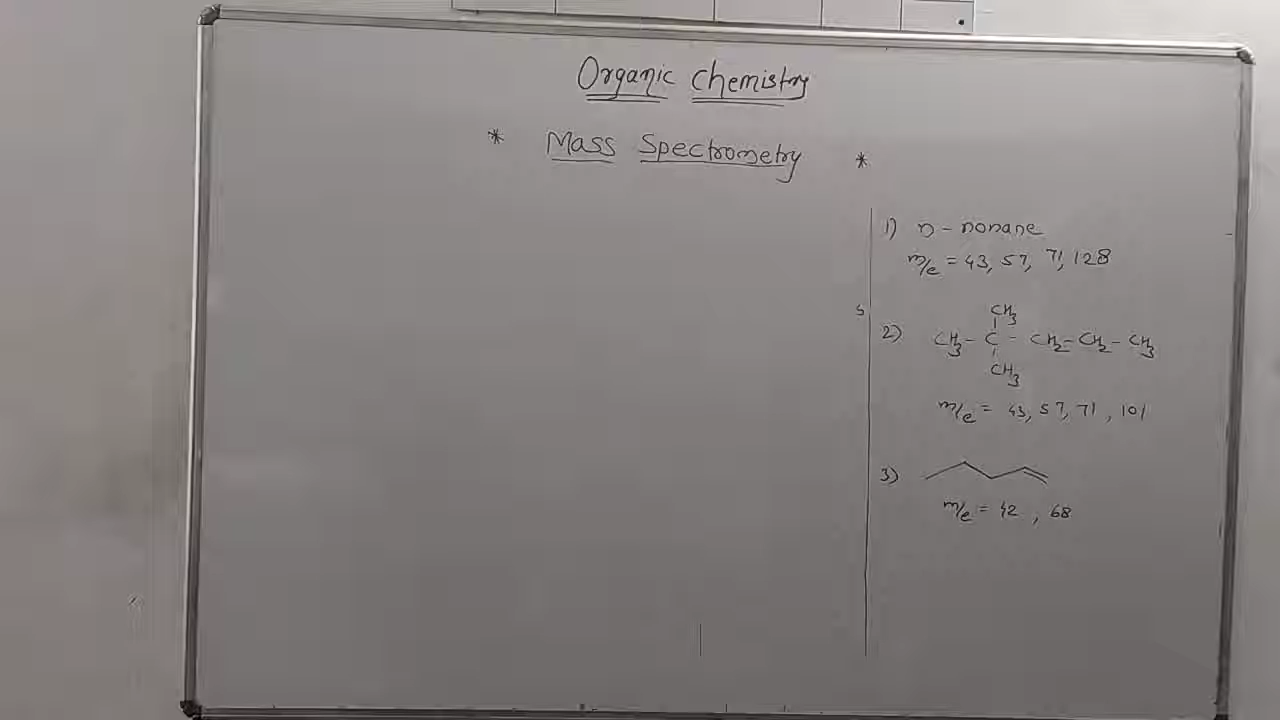 Organic Chemistry
* Mass Spectrometry *
1) n - nonane
m/e = 43, 57, 71, 128
s
2) CH3 - C - CH2 - CH2 - CH3
CH3
CH3
m/e = 43, 57, 71, 101
3)
m/e = 42, 68